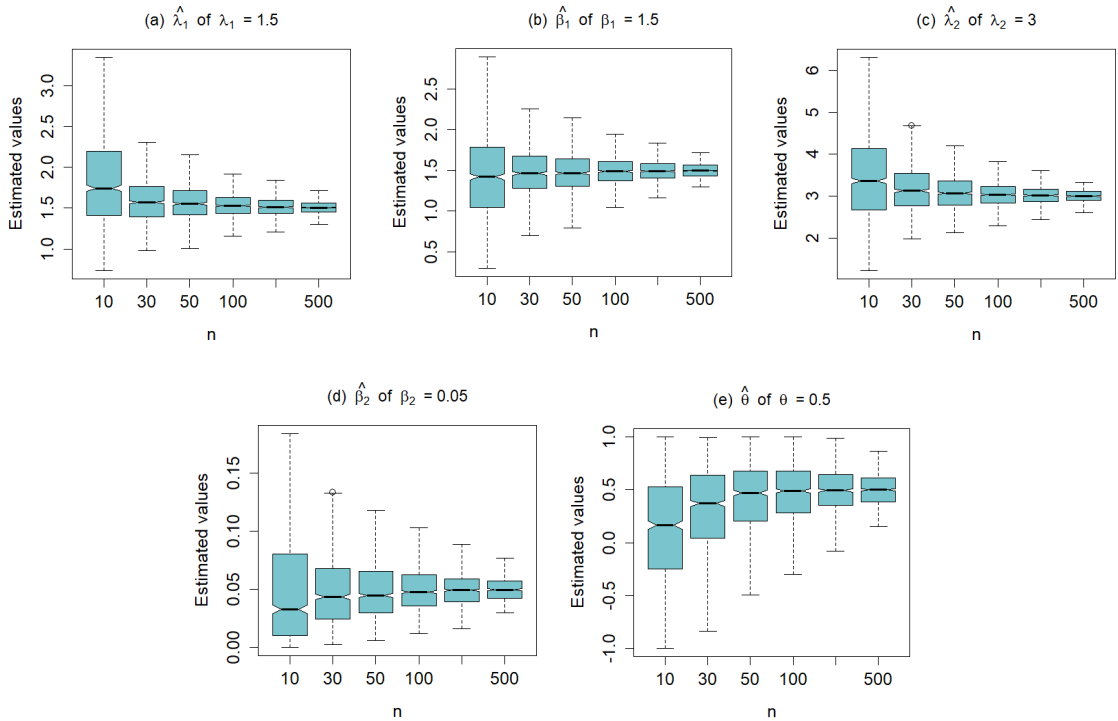 (a) λ̂₁ of λ₁ = 1.5
Estimated values
3.0
2.5
2.0
1.5
1.0
10 30 50 100 500
n
(b) β̂₁ of β₁ = 1.5
Estimated values
2.5
2.0
1.5
1.0
0.5
10 30 50 100 500
n
(c) λ̂₂ of λ₂ = 3
Estimated values
6
5
4
3
2
10 30 50 100 500
n
(d) β̂₂ of β₂ = 0.05
Estimated values
0.15
0.10
0.05
0.00
10 30 50 100 500
n
(e) θ̂ of θ = 0.5
Estimated values
1.0
0.5
0.0
-0.5
-1.0
10 30 50 100 500
n